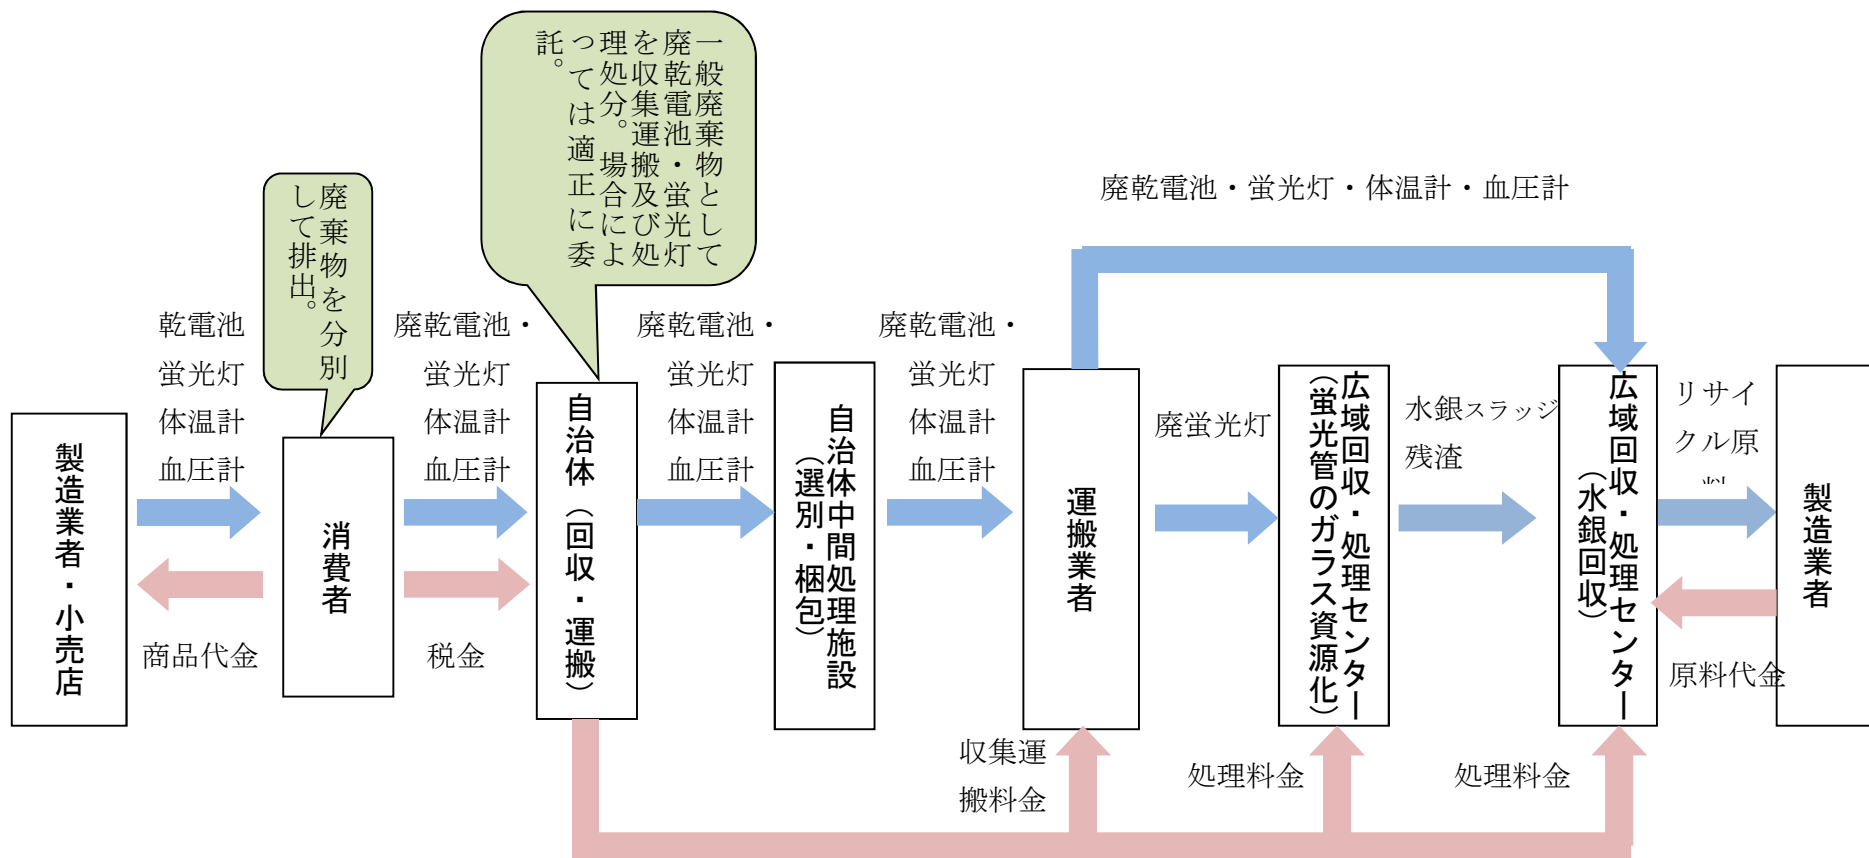 一般廃棄物として
廃乾電池・蛍光灯
を収集運搬及び処
理処分。場合によ
っては適正に委
託。
廃棄物を分別
して排出。
廃乾電池・蛍光灯・体温計・血圧計
乾電池
蛍光灯
体温計
血圧計
廃乾電池・
蛍光灯
体温計
血圧計
廃乾電池・
蛍光灯
体温計
血圧計
廃乾電池・
蛍光灯
体温計
血圧計
廃蛍光灯
水銀スラッジ
残渣
リサイ
クル原
料
製造業者・小売店
消費者
自治体（回収・運搬）
自治体中間処理施設
（選別・梱包）
運搬業者
広域回収・処理センター
（蛍光管のガラス資源化）
広域回収・処理センター
（水銀回収）
製造業者
商品代金
税金
収集運
搬料金
処理料金
処理料金
原料代金